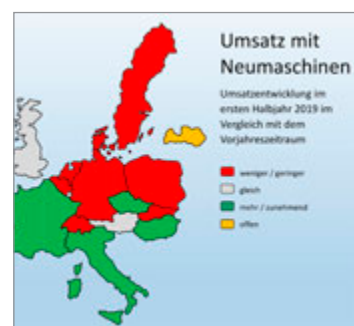 Umsatz mit
Neumaschinen
Umsatzentwicklung im
ersten Halbjahr 2019 im
Vergleich mit dem
Vorjahreszeitraum
weniger / geringer
gleich
mehr / zunehmend
offen